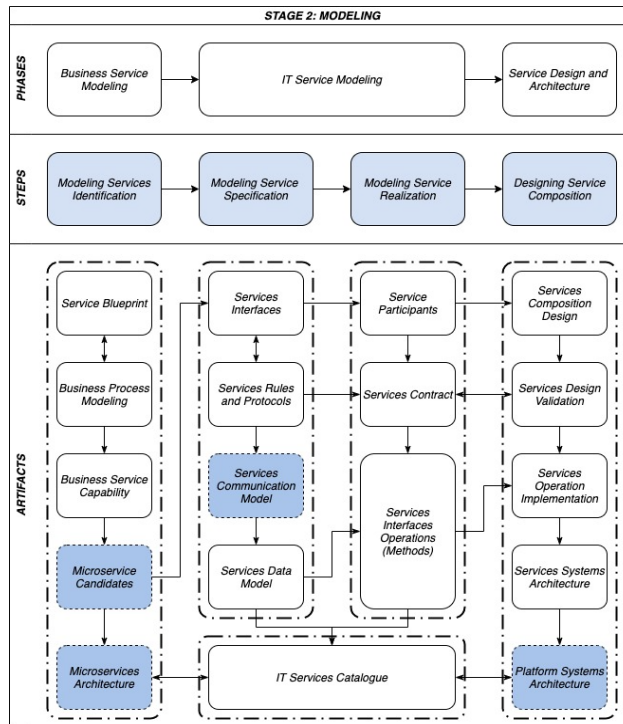 STAGE 2: MODELING
PHASES
Business Service
Modeling
IT Service Modeling
Service Design and
Architecture
STEPS
Modeling Services
Identification
Modeling Service
Specification
Modeling Service
Realization
Designing Service
Composition
ARTIFACTS
Service Blueprint
Business Process
Modeling
Business Service
Capability
Microservice
Candidates
Microservices
Architecture
Services
Interfaces
Services Rules
and Protocols
Services
Communication
Model
Services Data
Model
Service
Participants
Services Contract
Services
Interfaces
Operations
(Methods)
IT Services Catalogue
Services
Composition
Design
Services Design
Validation
Services
Operation
Implementation
Services Systems
Architecture
Platform Systems
Architecture